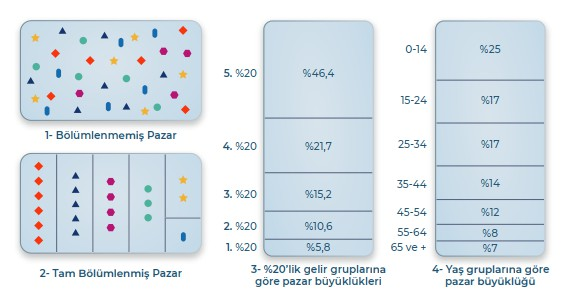 1- Bölümlenmemiş Pazar
2- Tam Bölümlenmiş Pazar
5. %20 %46,4
4. %20 %21,7
3. %20 %15,2
2. %20 %10,6
1. %20 %5,8
3- %20'lik gelir gruplarına
göre pazar büyüklükleri
0-14 %25
15-24 %17
25-34 %17
35-44 %14
45-54 %12
55-64 %8
65 ve + %7
4- Yaş gruplarına göre
pazar büyüklüğü